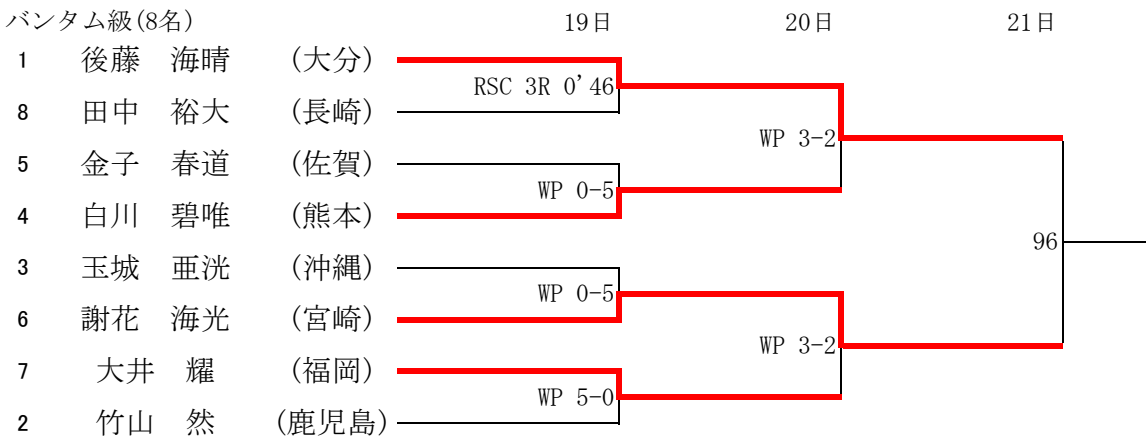 バンタム級(8名) 19日 20日 21日
1 後藤 海晴 (大分)
RSC 3R 0'46
8 田中 裕大 (長崎)
WP 3-2
5 金子 春道 (佐賀)
WP 0-5
4 白川 碧唯 (熊本)
96
3 玉城 亜洸 (沖縄)
WP 0-5
6 謝花 海光 (宮崎)
WP 3-2
7 大井 耀 (福岡)
WP 5-0
2 竹山 然 (鹿児島)